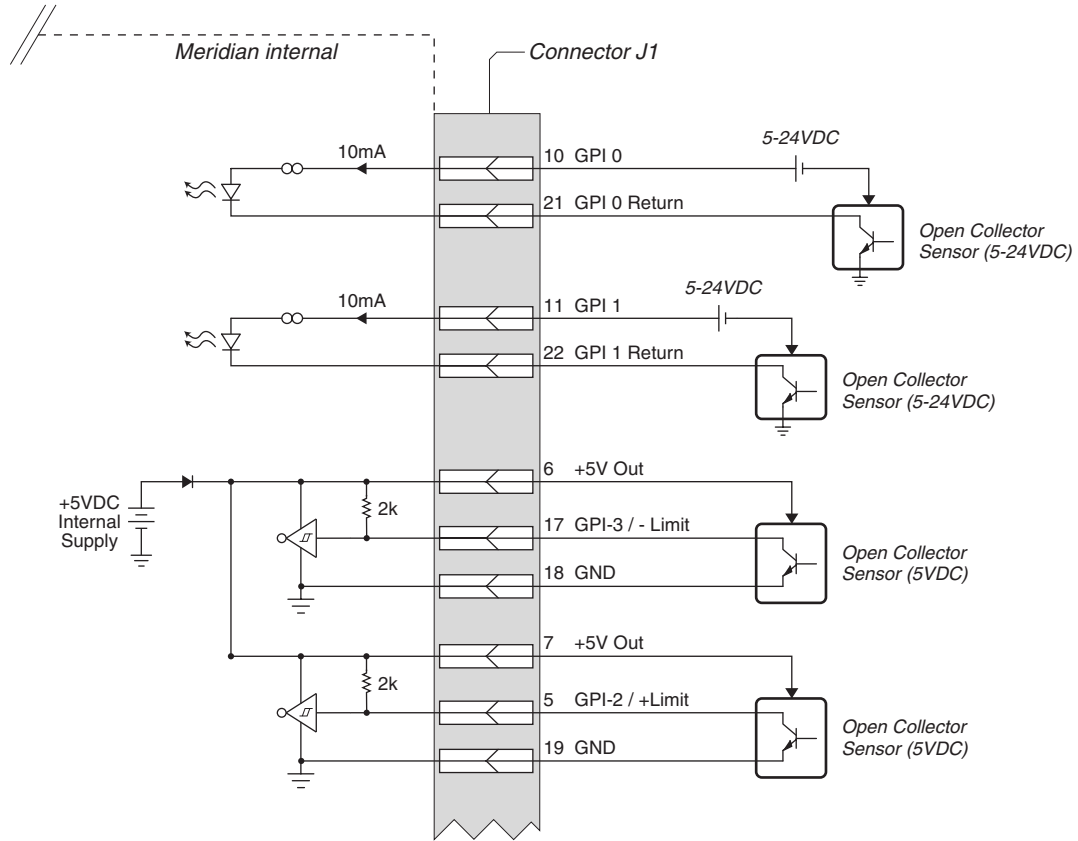 Meridian internal
Connector J1
10mA
10 GPI 0
5-24VDC
21 GPI 0 Return
Open Collector
Sensor (5-24VDC)
10mA
11 GPI 1
5-24VDC
22 GPI 1 Return
Open Collector
Sensor (5-24VDC)
6 +5V Out
+5VDC
Internal
Supply
2k
17 GPI-3 / - Limit
18 GND
Open Collector
Sensor (5VDC)
7 +5V Out
2k
5 GPI-2 / +Limit
19 GND
Open Collector
Sensor (5VDC)